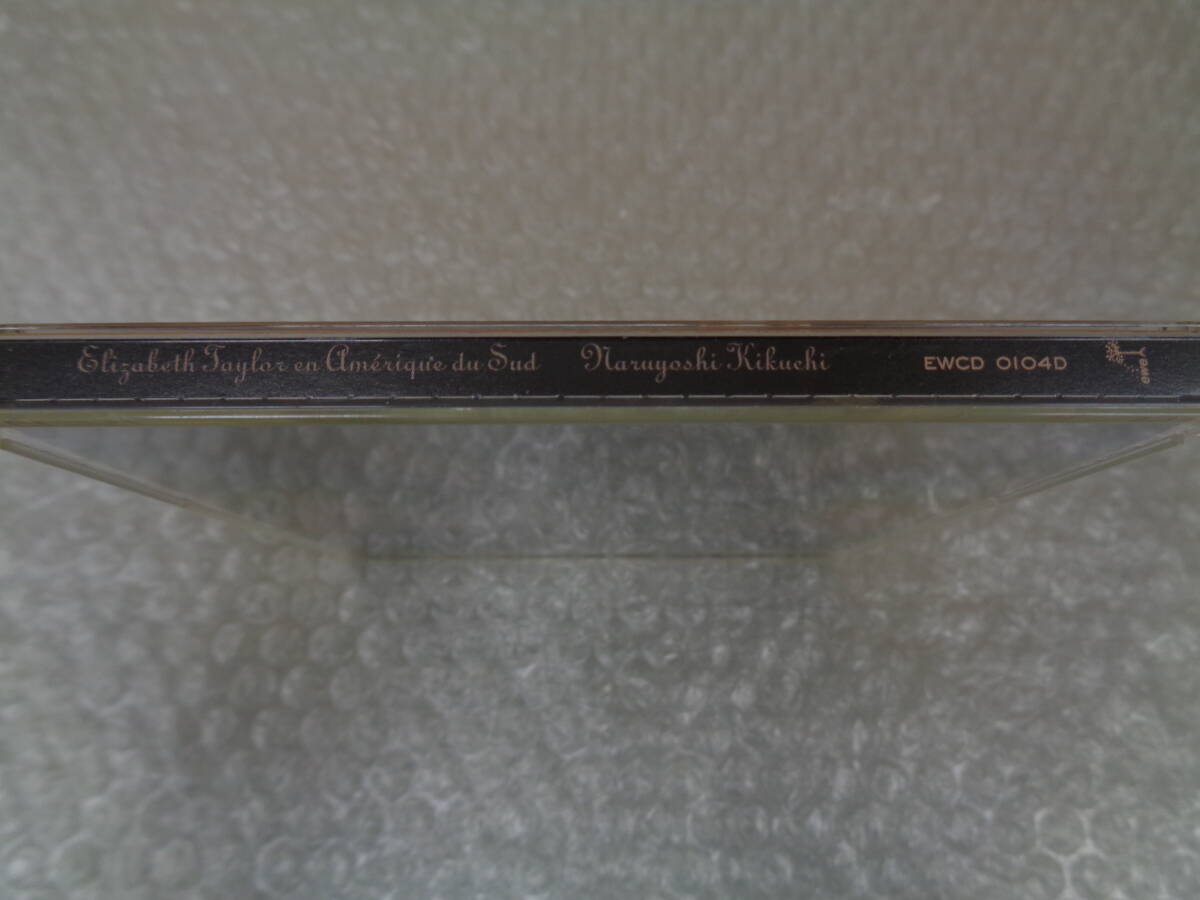 Elizabeth Taylor en Amérique du Sud Naruyoshi Kikuchi EWCD 0104D